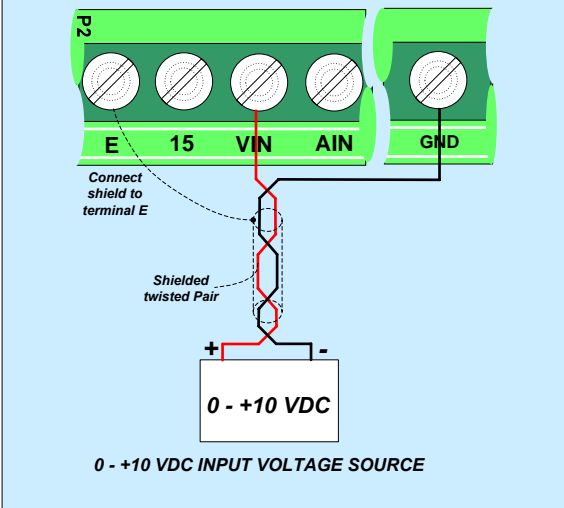 P2
E 15 VIN AIN GND
Connect
shield to
terminal E
Shielded
twisted Pair
+ -
0 - +10 VDC
0 - +10 VDC INPUT VOLTAGE SOURCE